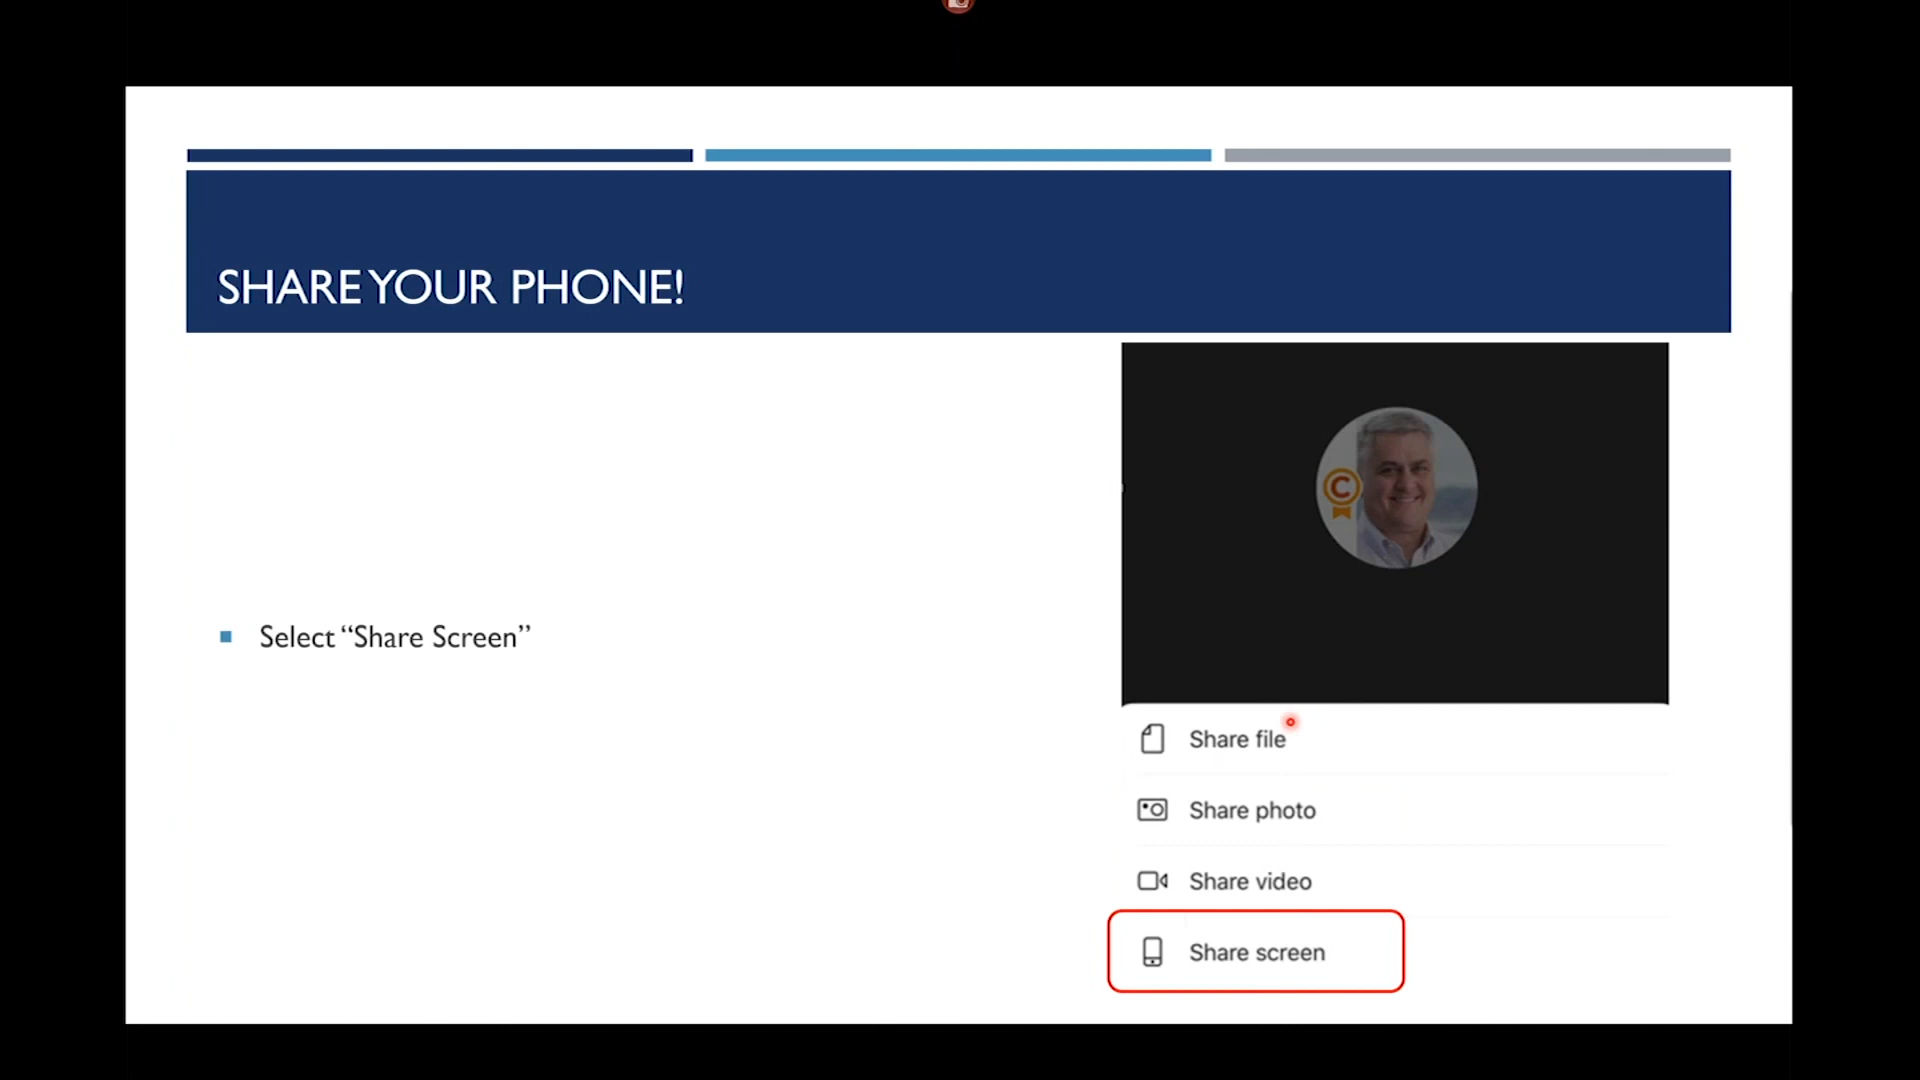 SHARE YOUR PHONE!
Select “Share Screen”
C
Share file
Share photo
Share video
Share screen